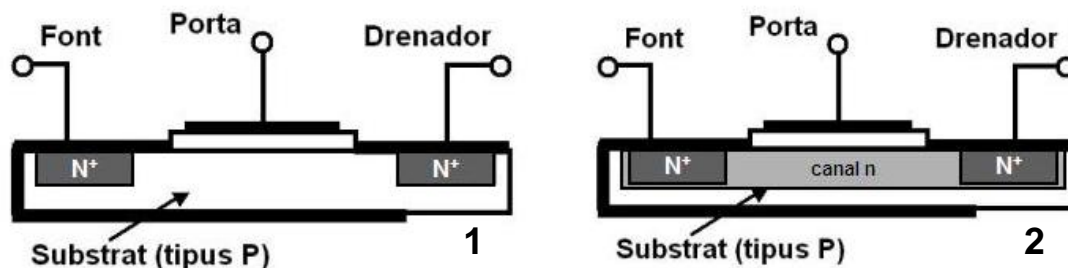 Font
Porta
Drenador
N⁺
N⁺
Substrat (tipus P)
1
Font
Porta
Drenador
N⁺
canal n
N⁺
Substrat (tipus P)
2